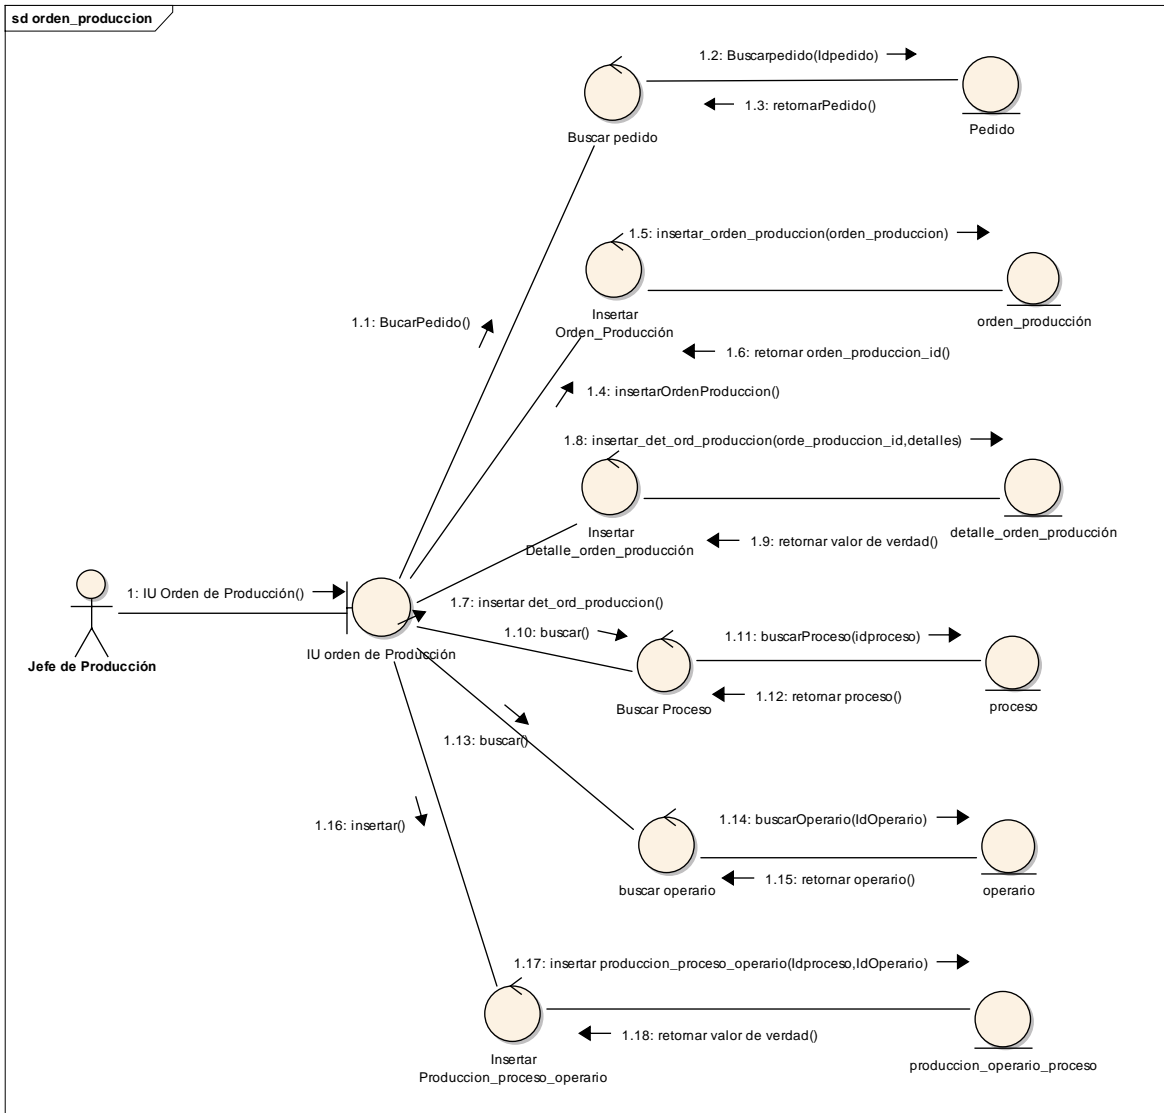 sd orden_produccion
1.2: Buscarpedido(Idpedido)
1.3: retornarPedido()
Buscar pedido
Pedido
1.5: insertar_orden_produccion(orden_produccion)
Insertar
Orden_Producción
orden_producción
1.1: BucarPedido()
1.6: retornar orden_produccion_id()
1.4: insertarOrdenProduccion()
1.8: insertar_det_ord_produccion(orde_produccion_id,detalles)
Insertar
Detalle_orden_producción
detalle_orden_producción
1.9: retornar valor de verdad()
1: IU Orden de Producción()
1.7: insertar det_ord_produccion()
1.10: buscar()
1.11: buscarProceso(idproceso)
IU orden de Producción
Jefe de Producción
1.12: retornar proceso()
Buscar Proceso
proceso
1.13: buscar()
1.16: insertar()
1.14: buscarOperario(IdOperario)
1.15: retornar operario()
buscar operario
operario
1.17: insertar produccion_proceso_operario(Idproceso,IdOperario)
1.18: retornar valor de verdad()
Insertar
Produccion_proceso_operario
produccion_operario_proceso